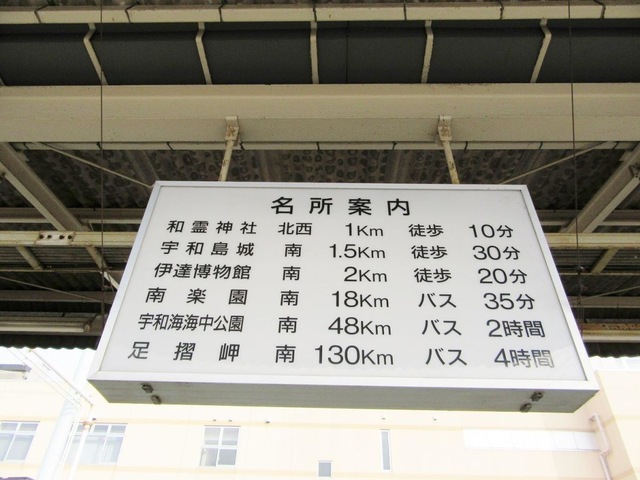 名所案内
和霊神社 北西 1Km 徒歩 10分
宇和島城 南 1.5Km 徒歩 30分
伊達博物館 南 2Km 徒歩 20分
南楽園 南 18Km バス 35分
宇和海海中公園 南 48Km バス 2時間
足摺岬 南 130Km バス 4時間